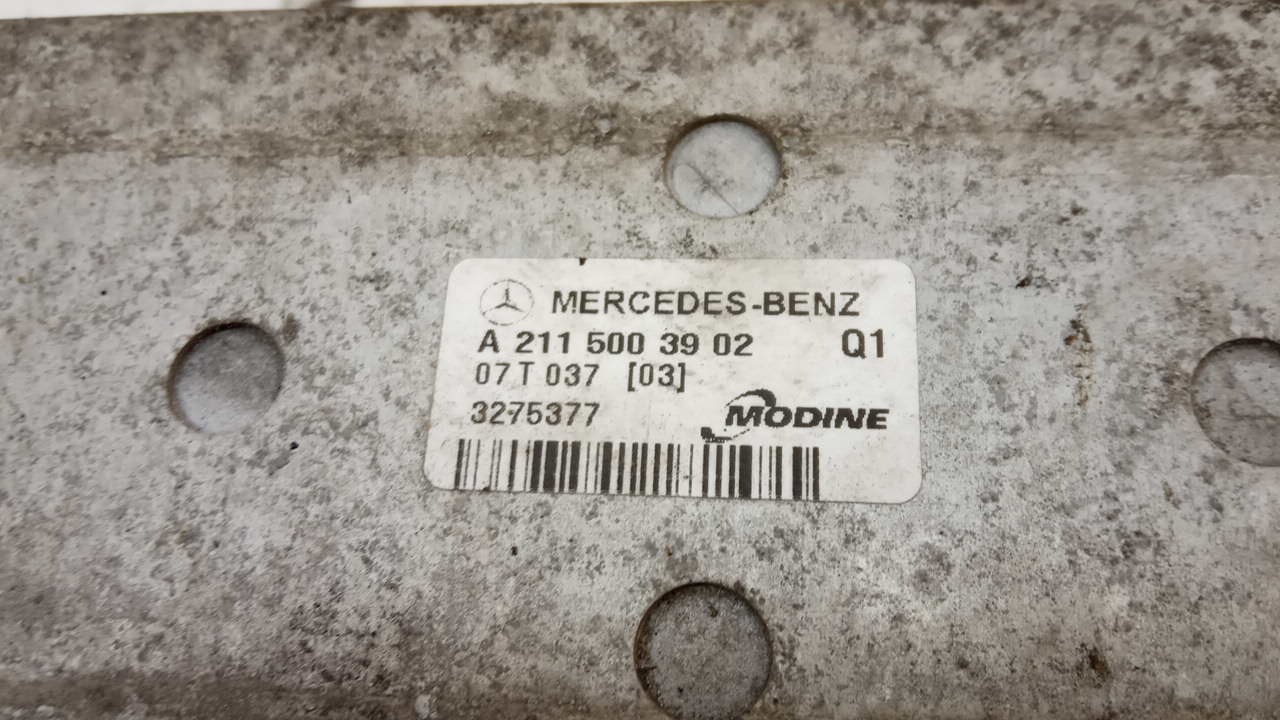 MERCEDES-BENZ
A 211 500 39 02 Q1
07 T 037 [03]
3275377 MODINE